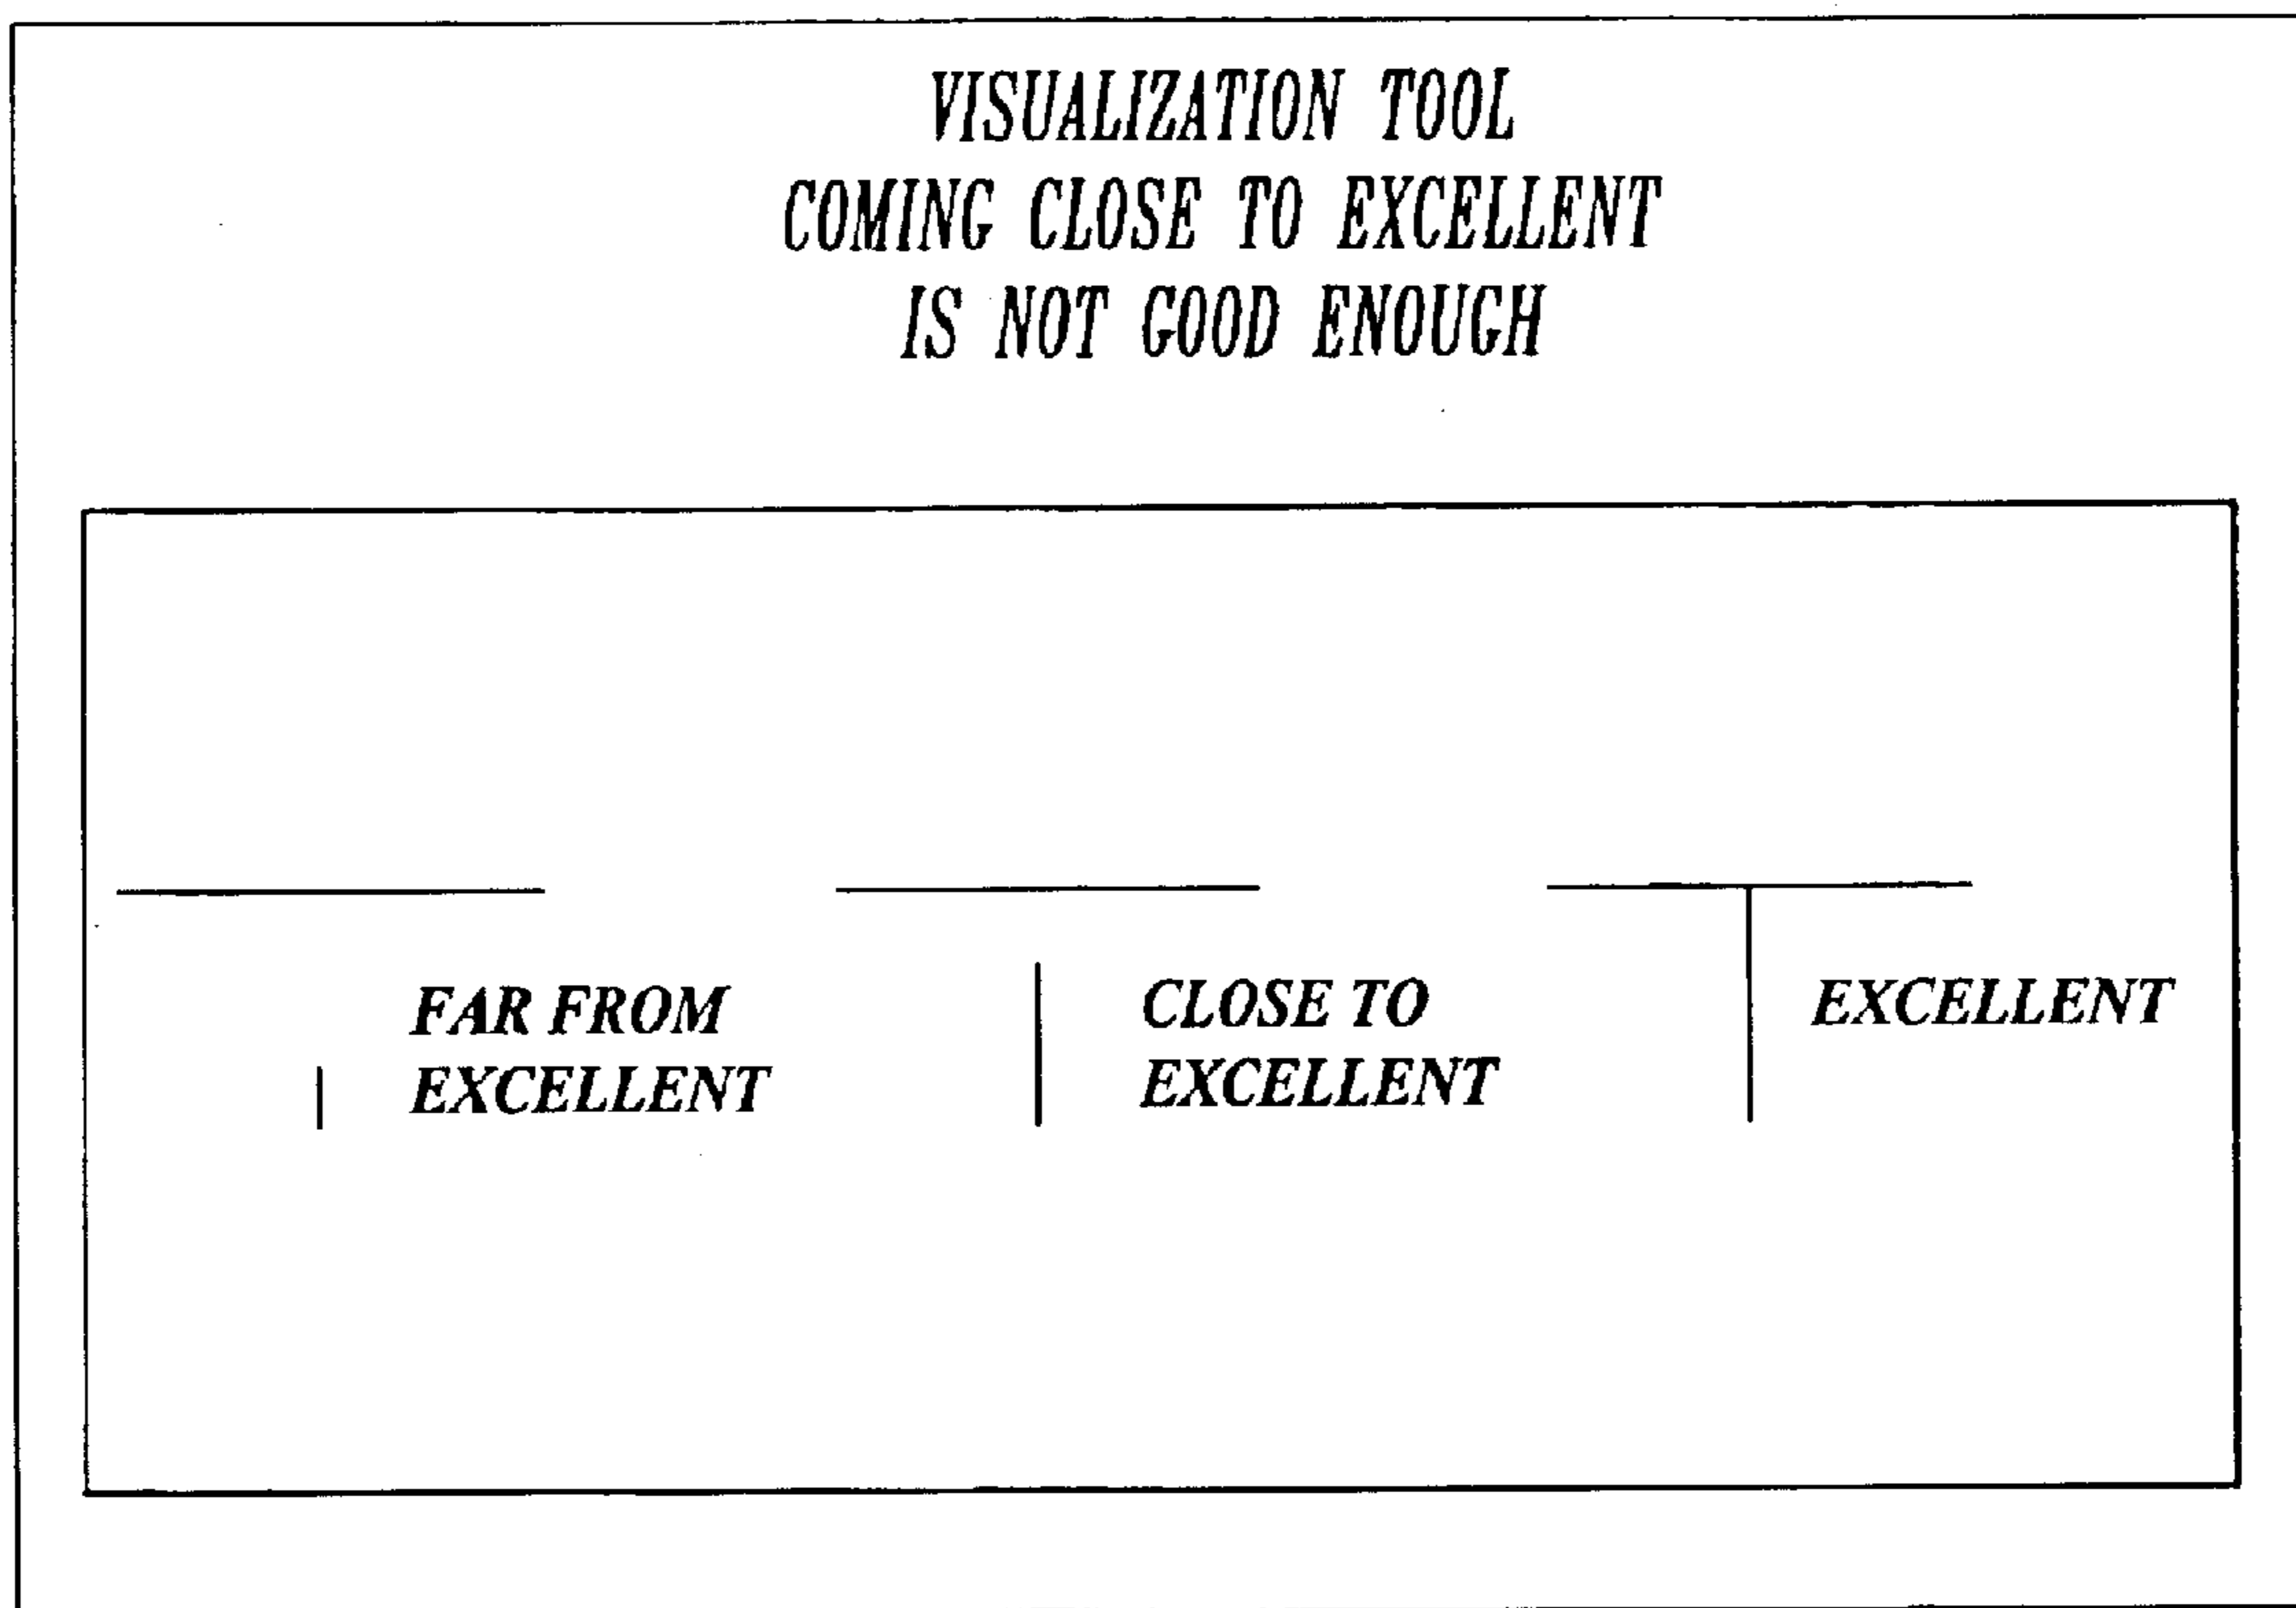 VISUALIZATION TOOL
COMING CLOSE TO EXCELLENT
IS NOT GOOD ENOUGH
FAR FROM
EXCELLENT
CLOSE TO
EXCELLENT
EXCELLENT